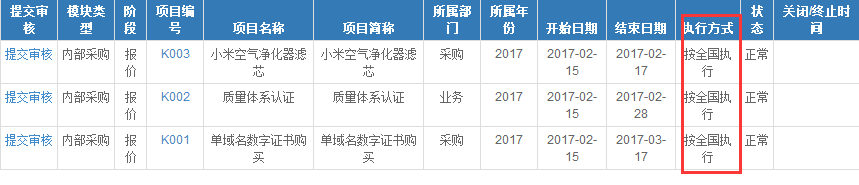 提交审核 模块类型 阶段 项目编号 项目名称 项目简称 所属部门 所属年份 开始日期 结束日期 执行方式 状态 关闭/终止时间
提交审核 内部采购 报价 K003 小米空气净化器滤芯 小米空气净化器滤芯 采购 2017 2017-02-15 2017-02-17 按全国执行 正常
提交审核 内部采购 报价 K002 质量体系认证 质量体系认证 业务 2017 2017-02-15 2017-02-28 按全国执行 正常
提交审核 内部采购 报价 K001 单域名数字证书购买 单域名数字证书购买 采购 2017 2017-02-15 2017-03-17 按全国执行 正常